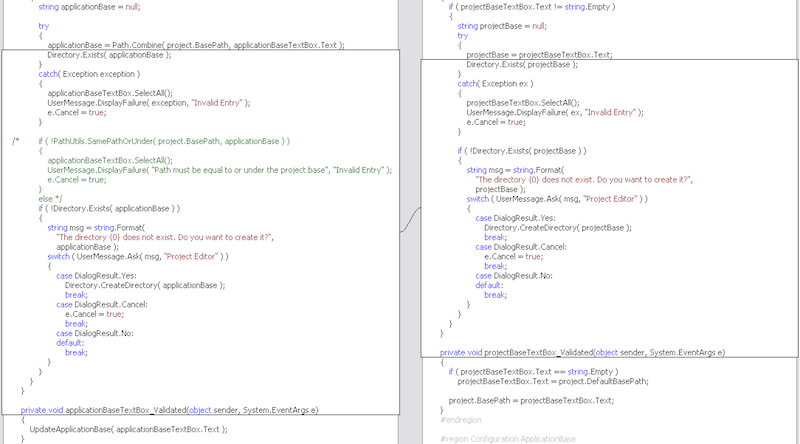 string applicationBase = null;
try
{
applicationBase = Path.Combine( project.BasePath, applicationBaseTextBox.Text );
Directory.Exists( applicationBase );
}
catch( Exception exception )
{
applicationBaseTextBox.SelectAll();
UserMessage.DisplayFailure( exception, "Invalid Entry" );
e.Cancel = true;
}
/* if ( !PathUtils.SamePathOrUnder( project.BasePath, applicationBase ) )
{
applicationBaseTextBox.SelectAll();
UserMessage.DisplayFailure( "Path must be equal to or under the project base", "Invalid Entry" );
e.Cancel = true;
}
else */
if ( !Directory.Exists( applicationBase ) )
{
string msg = string.Format(
"The directory {0} does not exist. Do you want to create it?",
applicationBase );
switch ( UserMessage.Ask( msg, "Project Editor" ) )
{
case DialogResult.Yes:
Directory.CreateDirectory( applicationBase );
break;
case DialogResult.Cancel:
e.Cancel = true;
break;
case DialogResult.No:
default:
break;
}
}
}
}
private void applicationBaseTextBox_Validated(object sender, System.EventArgs e)
{
UpdateApplicationBase( applicationBaseTextBox.Text );
}
if ( projectBaseTextBox.Text != string.Empty )
{
string projectBase = null;
try
{
projectBase = projectBaseTextBox.Text;
Directory.Exists( projectBase );
}
catch( Exception ex )
{
projectBaseTextBox.SelectAll();
UserMessage.DisplayFailure( ex, "Invalid Entry" );
e.Cancel = true;
}
if ( !Directory.Exists( projectBase ) )
{
string msg = string.Format(
"The directory {0} does not exist. Do you want to create it?",
projectBase );
switch ( UserMessage.Ask( msg, "Project Editor" ) )
{
case DialogResult.Yes:
Directory.CreateDirectory( projectBase );
break;
case DialogResult.Cancel:
e.Cancel = true;
break;
case DialogResult.No:
default:
break;
}
}
}
}
private void projectBaseTextBox_Validated(object sender, System.EventArgs e)
{
if ( projectBaseTextBox.Text == string.Empty )
projectBaseTextBox.Text = project.DefaultBasePath;
project.BasePath = projectBaseTextBox.Text;
}
#endregion
#region Configuration ApplicationBase